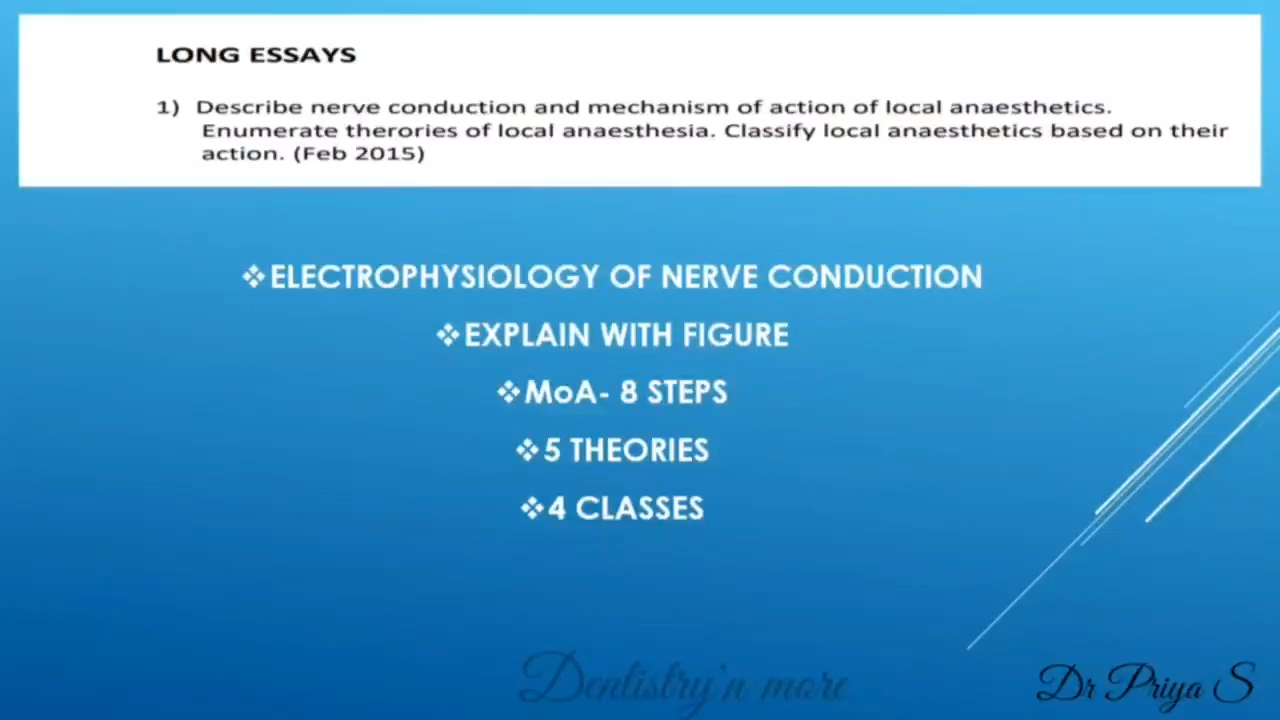 LONG ESSAYS
1) Describe nerve conduction and mechanism of action of local anaesthetics.
Enumerate therories of local anaesthesia. Classify local anaesthetics based on their
action. (Feb 2015)
❖ELECTROPHYSIOLOGY OF NERVE CONDUCTION
❖EXPLAIN WITH FIGURE
❖MoA- 8 STEPS
❖5 THEORIES
❖4 CLASSES
Dentistry'n more
Dr Priya S